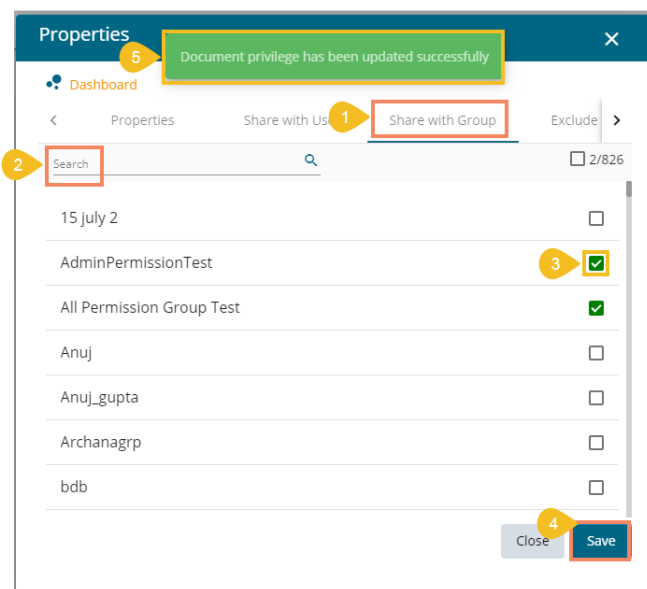 Properties
5
Document privilege has been updated successfully
Dashboard
Properties Share with Us 1 Share with Group Exclude
2 Search 2/826
15 july 2
AdminPermissionTest 3
All Permission Group Test
Anuj
Anuj_gupta
Archanagrp
bdb
4
Close Save